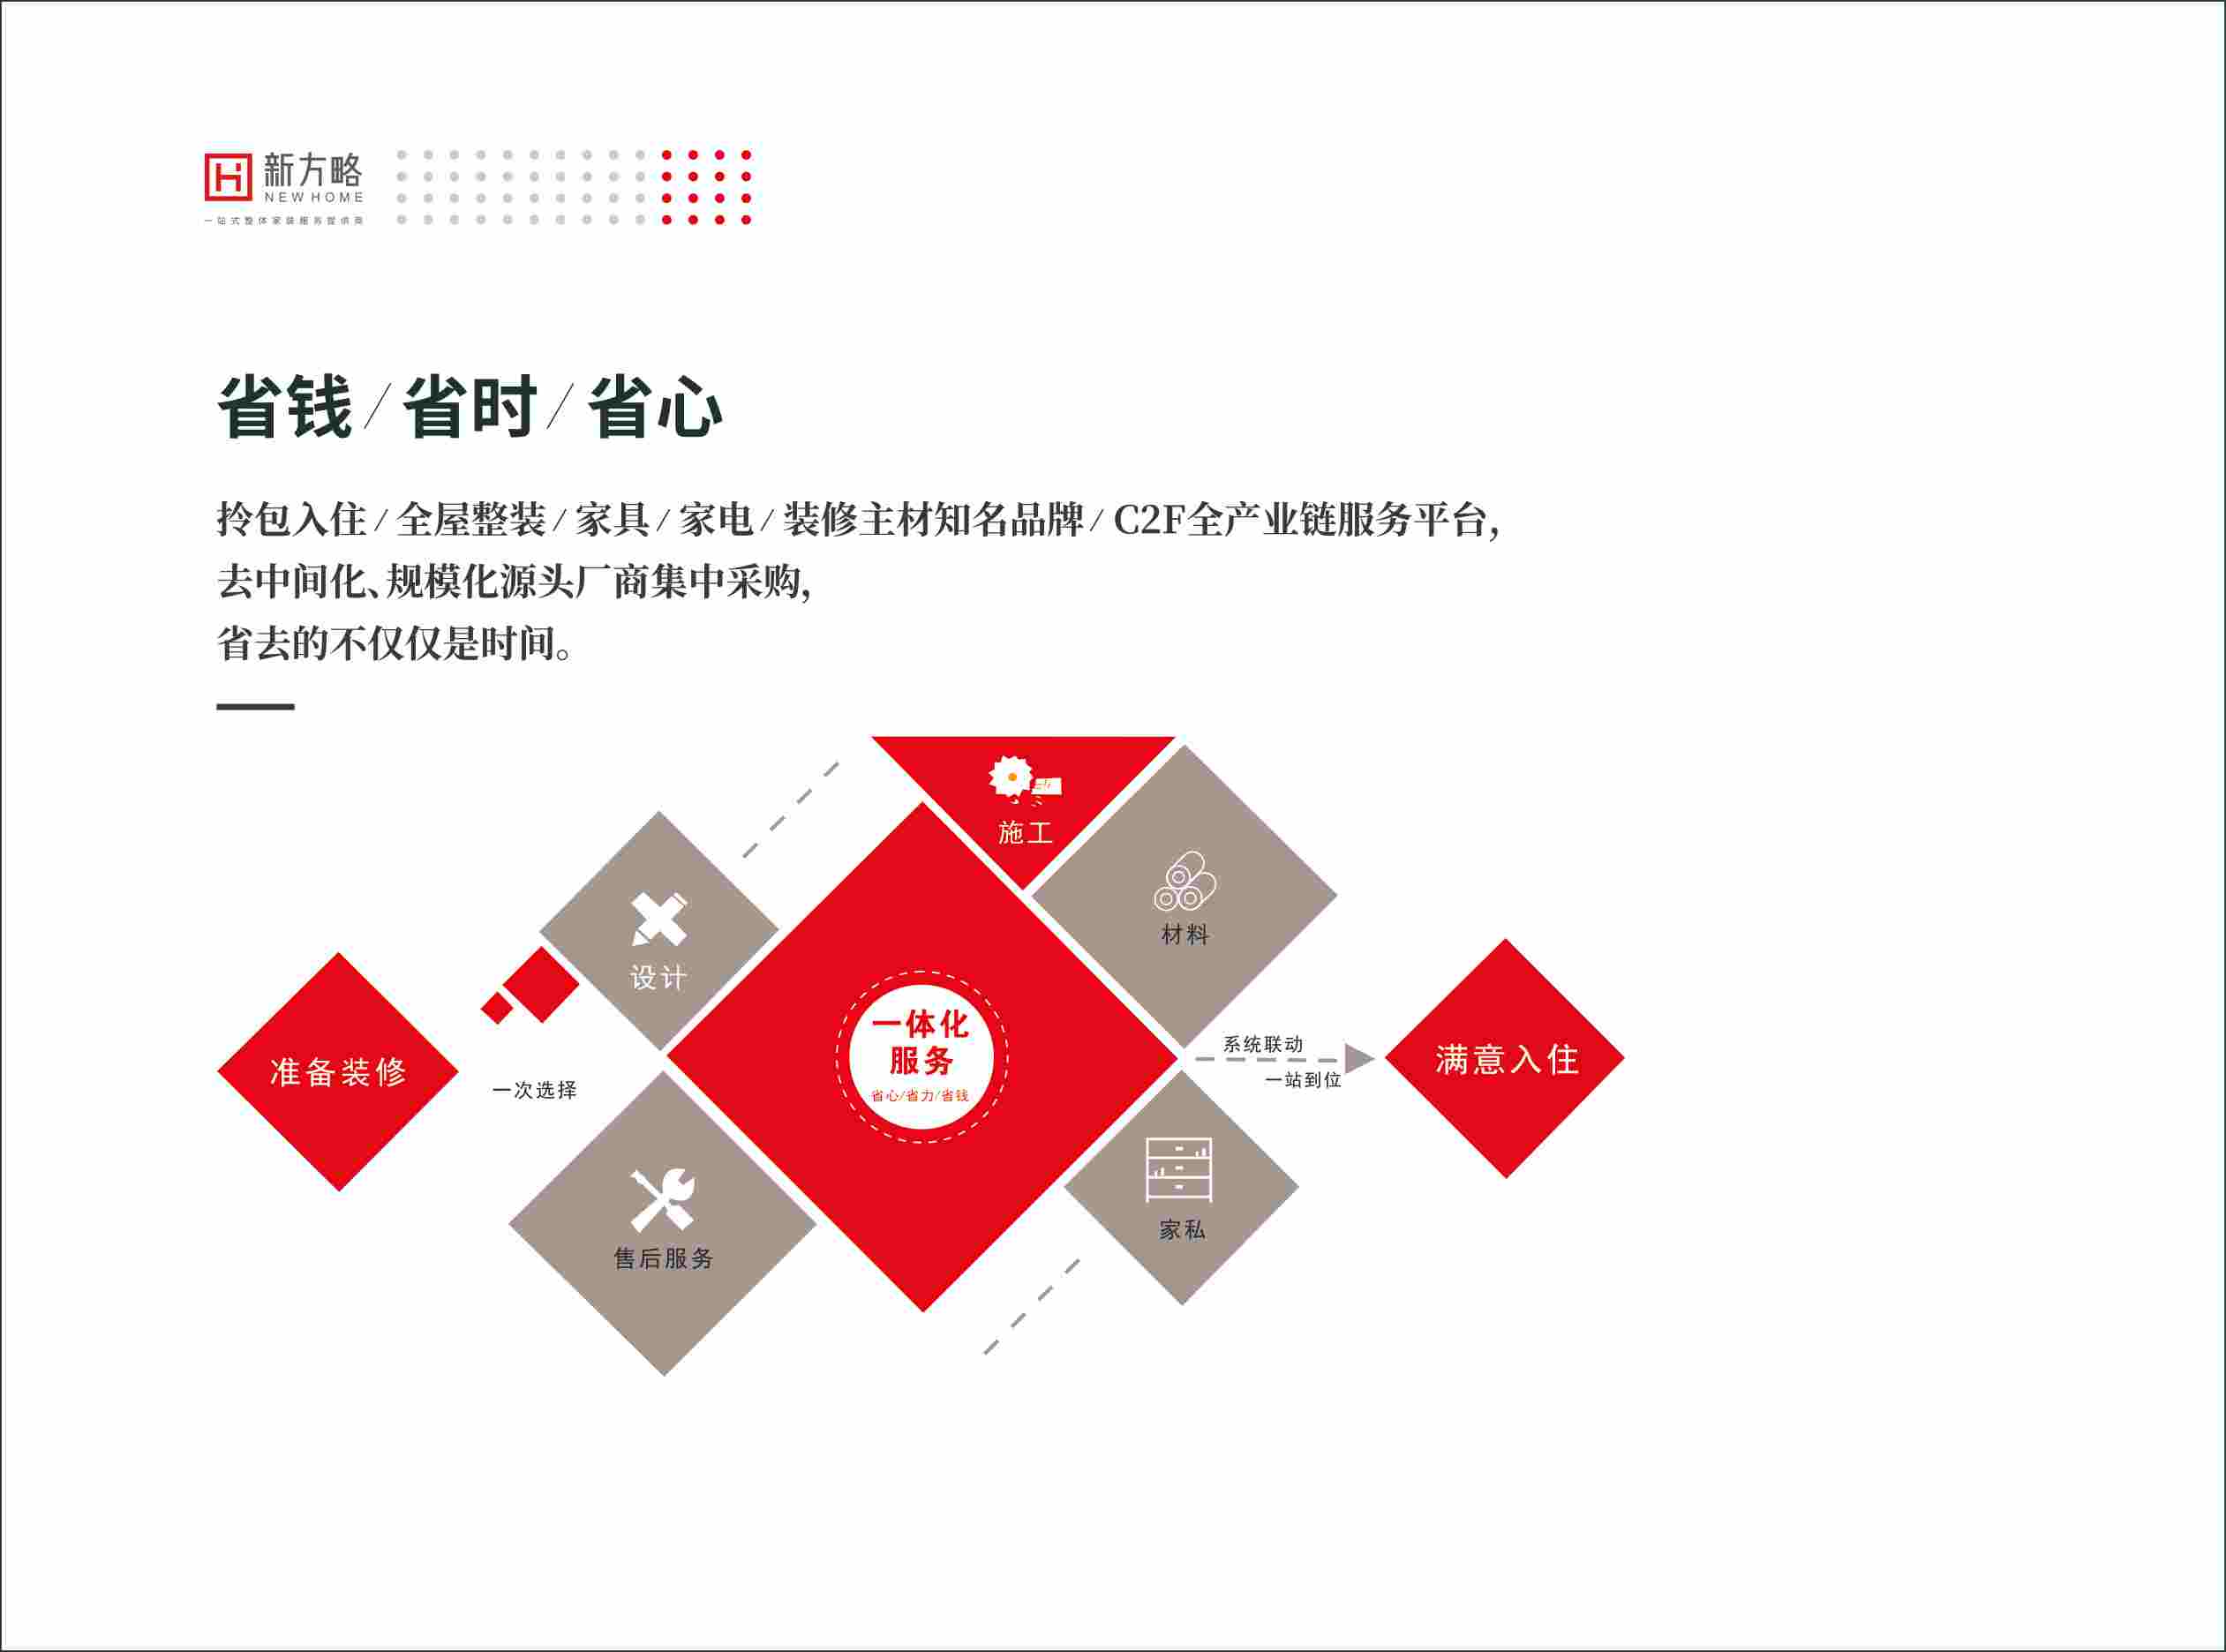 新方略
NEW HOME
一站式整体家装服务提供商
省钱/省时/省心
拎包入住/全屋整装/家具/家电/装修主材知名品牌/C2F全产业链服务平台，
去中间化、规模化源头厂商集中采购，
省去的不仅仅是时间。
施工
材料
设计
准备装修
一次选择
一体化
服务
省心/省力/省钱
系统联动
一站到位
满意入住
售后服务
家私